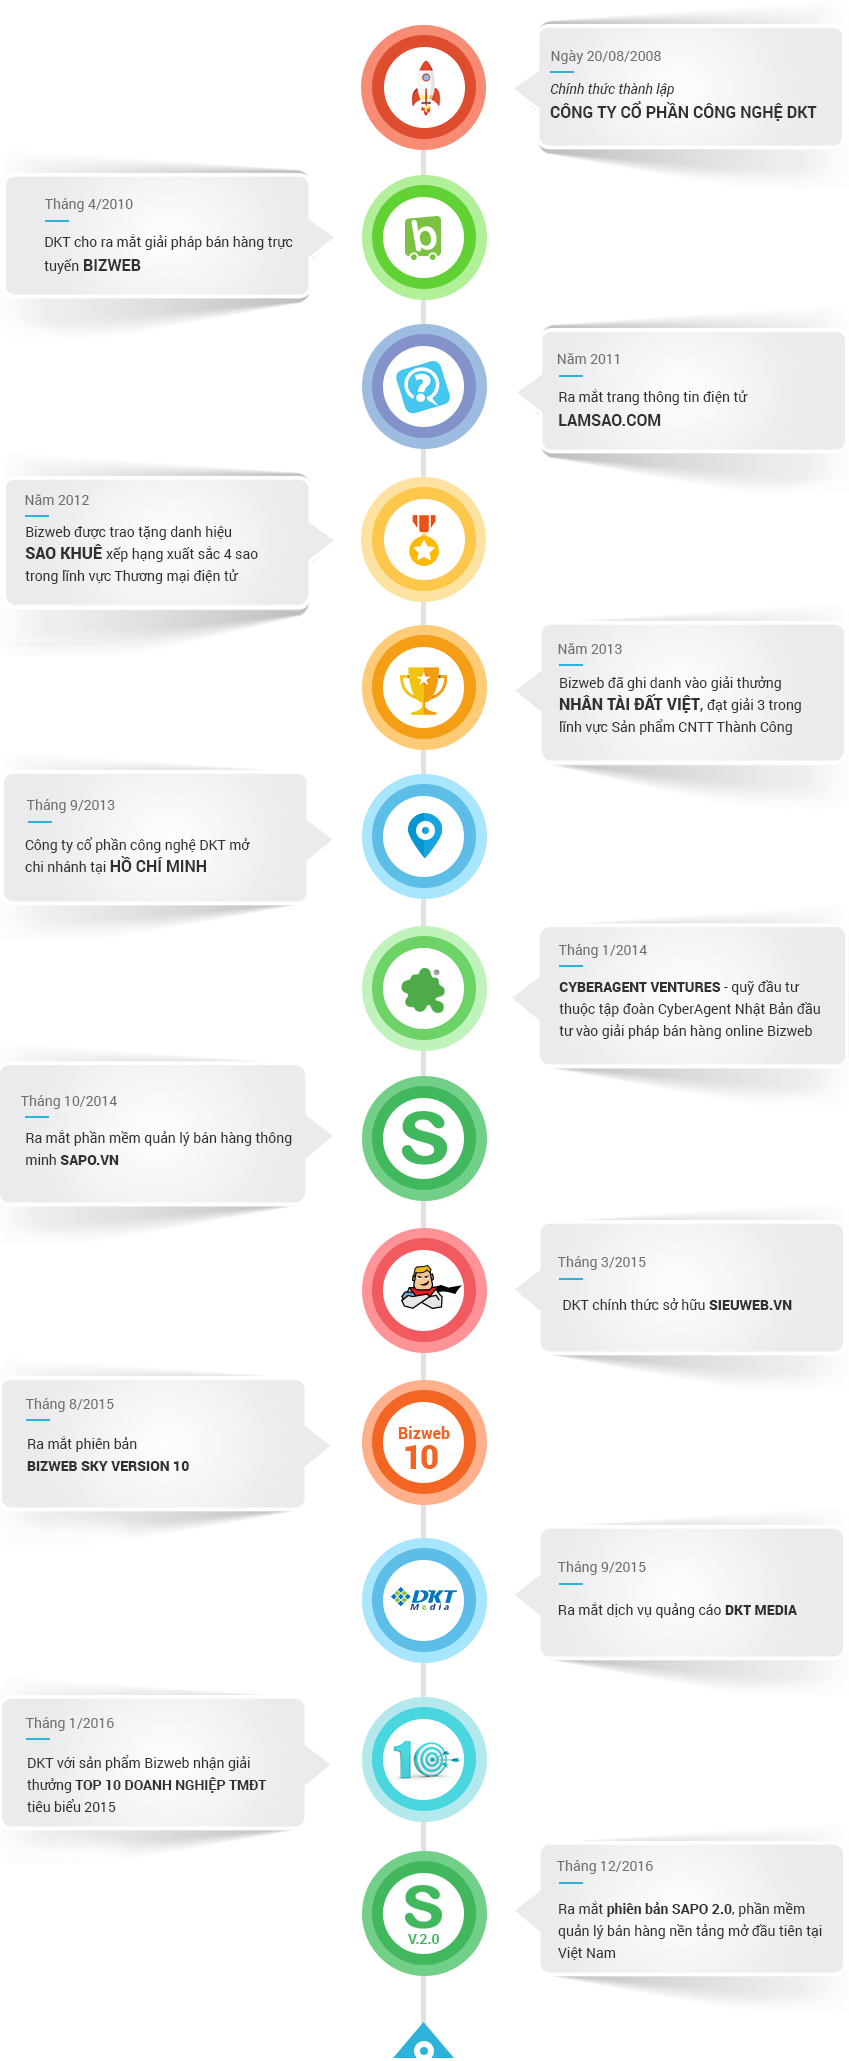 Ngày 20/08/2008
Chính thức thành lập
CÔNG TY CỔ PHẦN CÔNG NGHỆ DKT
Tháng 4/2010
DKT cho ra mắt giải pháp bán hàng trực
tuyến BIZWEB
b
Năm 2011
Ra mắt trang thông tin điện tử
LAMSAO.COM
?
Năm 2012
Bizweb được trao tặng danh hiệu
SAO KHUÊ xếp hạng xuất sắc 4 sao
trong lĩnh vực Thương mại điện tử
Năm 2013
Bizweb đã ghi danh vào giải thưởng
NHÂN TÀI ĐẤT VIỆT, đạt giải 3 trong
lĩnh vực Sản phẩm CNTT Thành Công
Tháng 9/2013
Công ty cổ phần công nghệ DKT mở
chi nhánh tại HỒ CHÍ MINH
Tháng 1/2014
CYBERAGENT VENTURES - quỹ đầu tư
thuộc tập đoàn CyberAgent Nhật Bản đầu
tư vào giải pháp bán hàng online Bizweb
®
Tháng 10/2014
Ra mắt phần mềm quản lý bán hàng thông
minh SAPO.VN
S
Tháng 3/2015
DKT chính thức sở hữu SIEUWEB.VN
Tháng 8/2015
Ra mắt phiên bản
BIZWEB SKY VERSION 10
Bizweb
10
Tháng 9/2015
Ra mắt dịch vụ quảng cáo DKT MEDIA
DKT
Media
Tháng 1/2016
DKT với sản phẩm Bizweb nhận giải
thưởng TOP 10 DOANH NGHIỆP TMĐT
tiêu biểu 2015
10
Tháng 12/2016
Ra mắt phiên bản SAPO 2.0, phần mềm
quản lý bán hàng nền tảng mở đầu tiên tại
Việt Nam
S
V.2.0